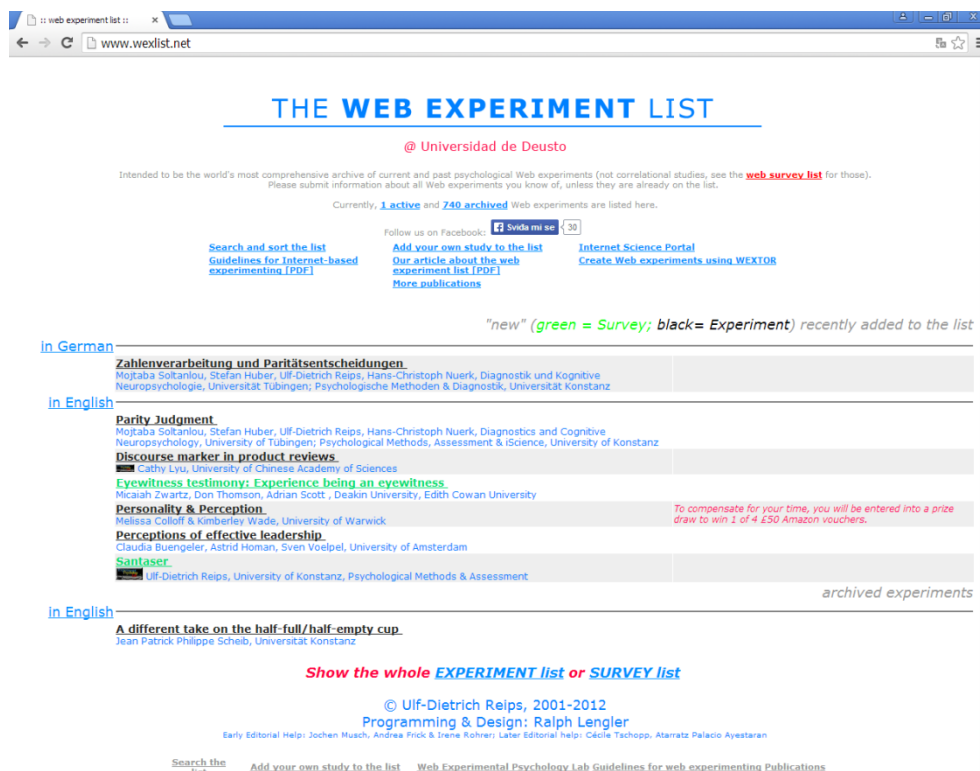 :: web experiment list ::
www.wexlist.net
THE WEB EXPERIMENT LIST
@ Universidad de Deusto
Intended to be the world's most comprehensive archive of current and past psychological Web experiments (not correlational studies, see the web survey list for those).
Please submit information about all Web experiments you know of, unless they are already on the list.
Currently, 1 active and 740 archived Web experiments are listed here.
Follow us on Facebook: Svida mi se 30
Search and sort the list Add your own study to the list Internet Science Portal
Guidelines for Internet-based Our article about the web Create Web experiments using WEXTOR
experimenting [PDF] experiment list [PDF]
More publications
"new" (green = Survey; black= Experiment) recently added to the list
in German
Zahlenverarbeitung und Paritätsentscheidungen
Mojtaba Soltanlou, Stefan Huber, Ulf-Dietrich Reips, Hans-Christoph Nuerk, Diagnostik und Kognitive
Neuropsychologie, Universität Tübingen; Psychologische Methoden & Diagnostik, Universität Konstanz
in English
Parity Judgment
Mojtaba Soltanlou, Stefan Huber, Ulf-Dietrich Reips, Hans-Christoph Nuerk, Diagnostics and Cognitive
Neuropsychology, University of Tübingen; Psychological Methods, Assessment & iScience, University of Konstanz
Discourse marker in product reviews
Cathy Lyu, University of Chinese Academy of Sciences
Eyewitness testimony: Experience being an eyewitness
Micaiah Zwartz, Don Thomson, Adrian Scott , Deakin University, Edith Cowan University
Personality & Perception To compensate for your time, you will be entered into a prize
Melissa Colloff & Kimberley Wade, University of Warwick draw to win 1 of 4 £50 Amazon vouchers.
Perceptions of effective leadership
Claudia Buengeler, Astrid Homan, Sven Voelpel, University of Amsterdam
Santaser
Ulf-Dietrich Reips, University of Konstanz, Psychological Methods & Assessment
archived experiments
in English
A different take on the half-full/half-empty cup
Jean Patrick Philippe Scheib, Universität Konstanz
Show the whole EXPERIMENT list or SURVEY list
© Ulf-Dietrich Reips, 2001-2012
Programming & Design: Ralph Lengler
Early Editorial Help: Jochen Musch, Andrea Frick & Irene Rohrer; Later Editorial help: Cécile Tschopp, Atarratz Palacio Ayestaran
Search the Add your own study to the list Web Experimental Psychology Lab Guidelines for web experimenting Publications
list